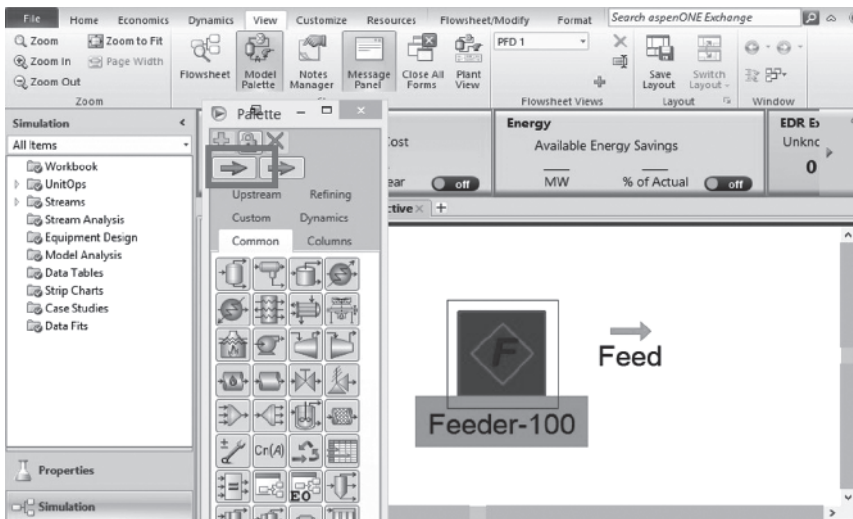 File Home Economics Dynamics View Customize Resources Flowsheet/Modify Format Search aspenONE Exchange
Zoom Zoom to Fit
Zoom In Page Width
Zoom Out
Zoom
Flowsheet
Model Palette
Notes Manager
Message Panel
Close All Forms
Plant View
PFD 1
Flowsheet Views
Save Layout
Switch Layout
Layout
Window
Simulation <
All Items
Workbook
UnitOps
Streams
Stream Analysis
Equipment Design
Model Analysis
Data Tables
Strip Charts
Case Studies
Data Fits
Properties
Simulation
Palette
Upstream Refining
Custom Dynamics
Common Columns
Cn(A)
EO
Cost
ear off
Energy
Available Energy Savings
MW % of Actual off
EDR Ex
Unknc
0
ctive × +
F
Feeder-100
Feed